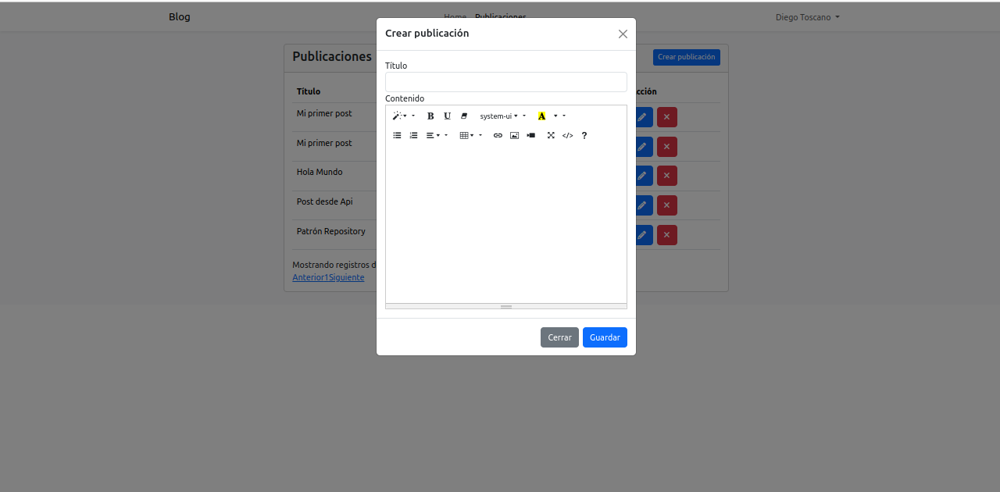 Blog
Home Publicaciones
Diego Toscano
Crear publicación
Publicaciones
Crear publicación
Título
Título
cción
Contenido
B U system-ui A
</> ?
Mi primer post
Mi primer post
Hola Mundo
Post desde Api
Patrón Repository
Mostrando registros d
Anterior1Siguiente
Cerrar Guardar